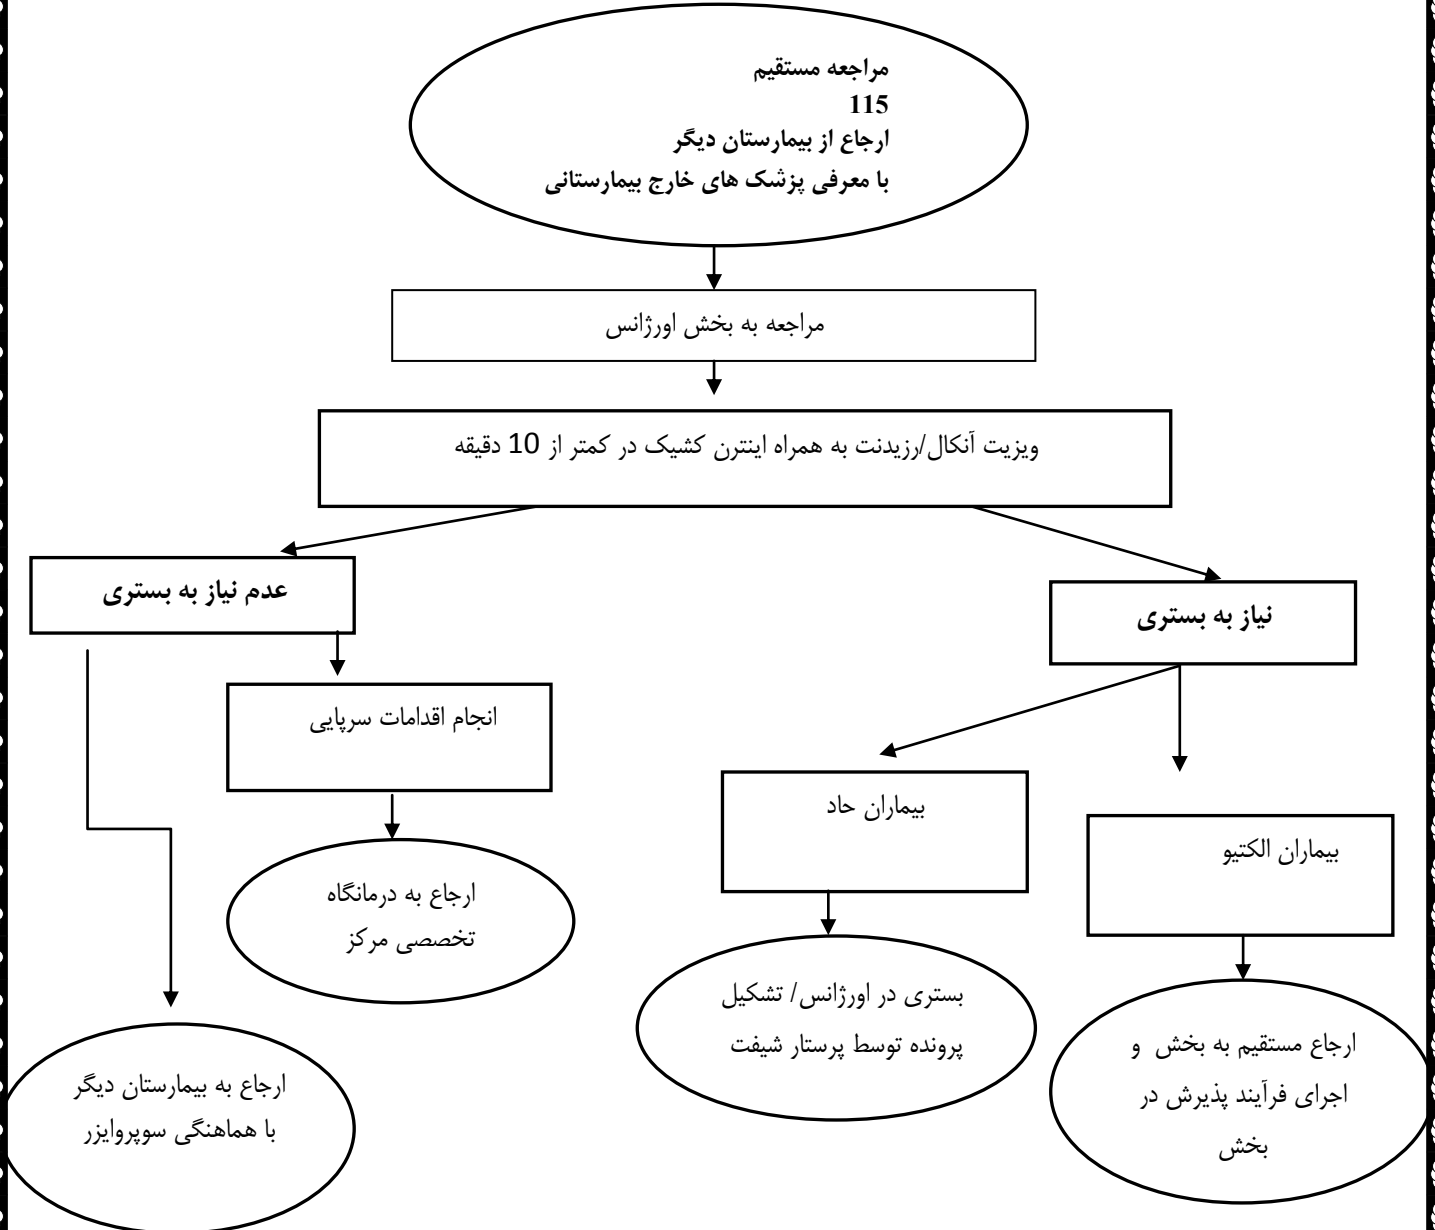 مراجعه مستقیم
115
ارجاع از بیمارستان دیگر
با معرفی پزشک های خارج بیمارستانی
مراجعه به بخش اورژانس
ویزیت آنکال/رزیدنت به همراه اینترن کشیک در کمتر از 10 دقیقه
نیاز به بستری
عدم نیاز به بستری
بیماران الکتیو
بیماران حاد
انجام اقدامات سرپایی
ارجاع مستقیم به بخش و
اجرای فرآیند پذیرش در
بخش
بستری در اورژانس/ تشکیل
پرونده توسط پرستار شیفت
ارجاع به درمانگاه
تخصصی مرکز
ارجاع به بیمارستان دیگر
با هماهنگی سوپروایزر